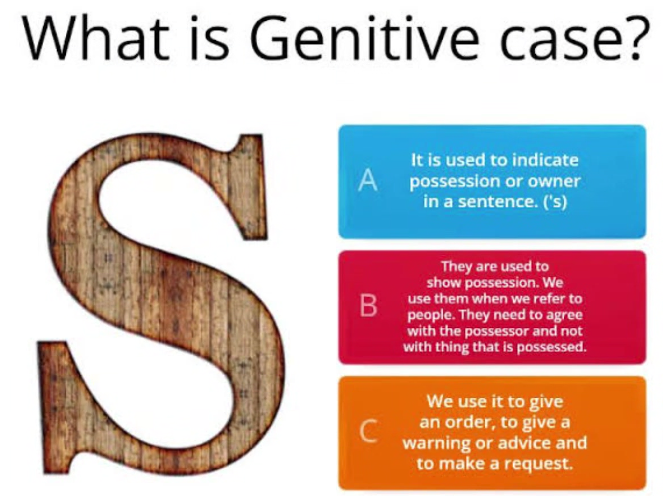 What is Genitive case?
S
A
It is used to indicate
possession or owner
in a sentence. ('s)
B
They are used to
show possession. We
use them when we refer to
people. They need to agree
with the possessor and not
with thing that is possessed.
C
We use it to give
an order, to give a
warning or advice and
to make a request.